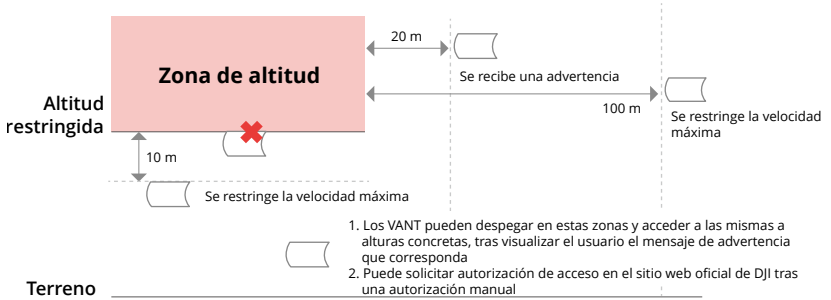 20 m
Zona de altitud
Se recibe una advertencia
Altitud
restringida
100 m
Se restringe la velocidad
máxima
10 m
Se restringe la velocidad máxima
1. Los VANT pueden despegar en estas zonas y acceder a las mismas a
alturas concretas, tras visualizar el usuario el mensaje de advertencia
que corresponda
2. Puede solicitar autorización de acceso en el sitio web oficial de DJI tras
una autorización manual
Terreno